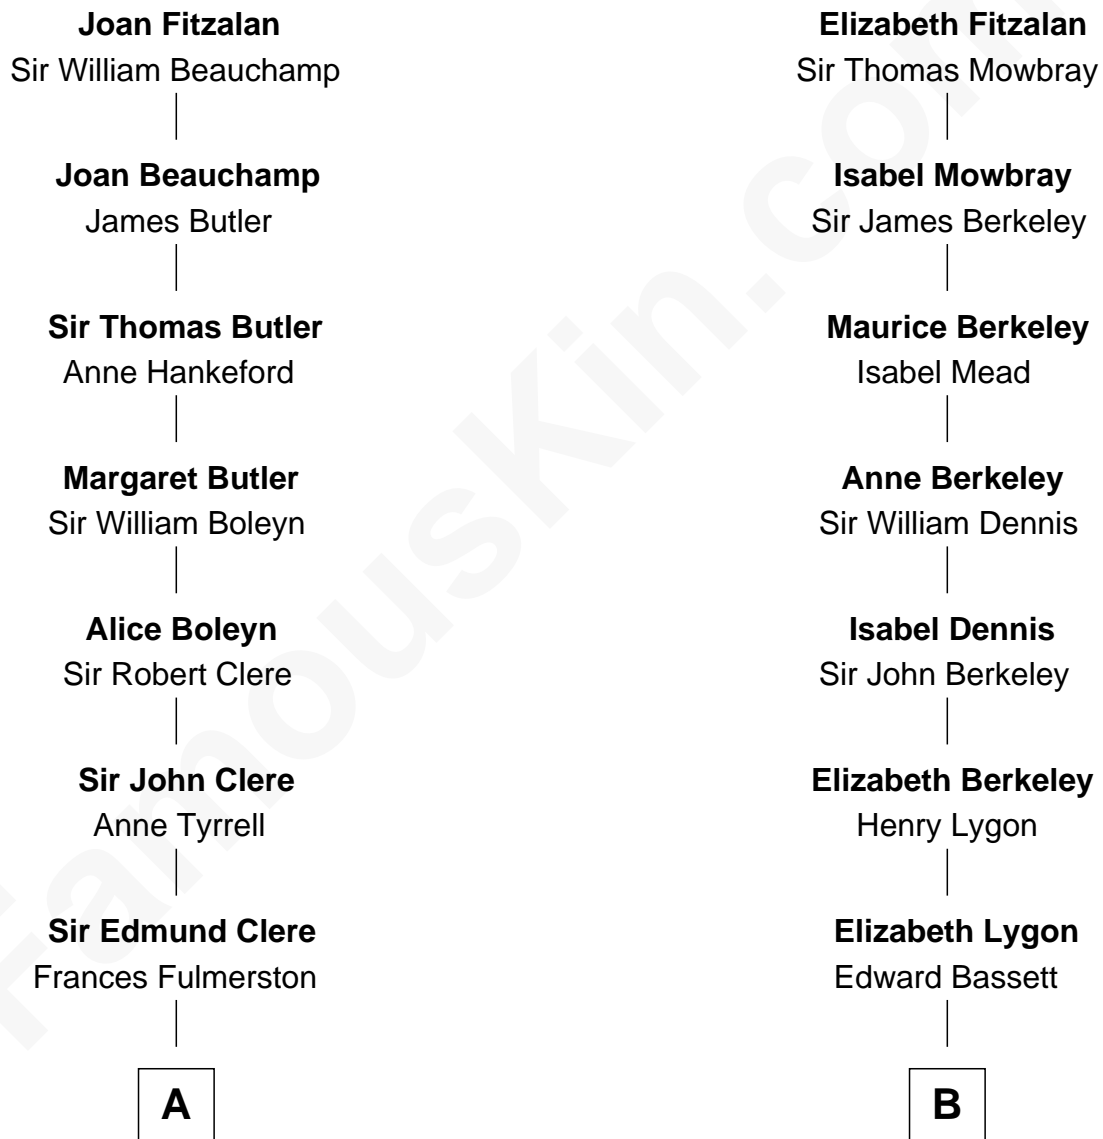 Joan Fitzalan
Sir William Beauchamp
Joan Beauchamp
James Butler
Sir Thomas Butler
Anne Hankeford
Margaret Butler
Sir William Boleyn
Alice Boleyn
Sir Robert Clere
Sir John Clere
Anne Tyrrell
Sir Edmund Clere
Frances Fulmerston
A
Elizabeth Fitzalan
Sir Thomas Mowbray
Isabel Mowbray
Sir James Berkeley
Maurice Berkeley
Isabel Mead
Anne Berkeley
Sir William Dennis
Isabel Dennis
Sir John Berkeley
Elizabeth Berkeley
Henry Lygon
Elizabeth Lygon
Edward Bassett
B
FamousKin.com